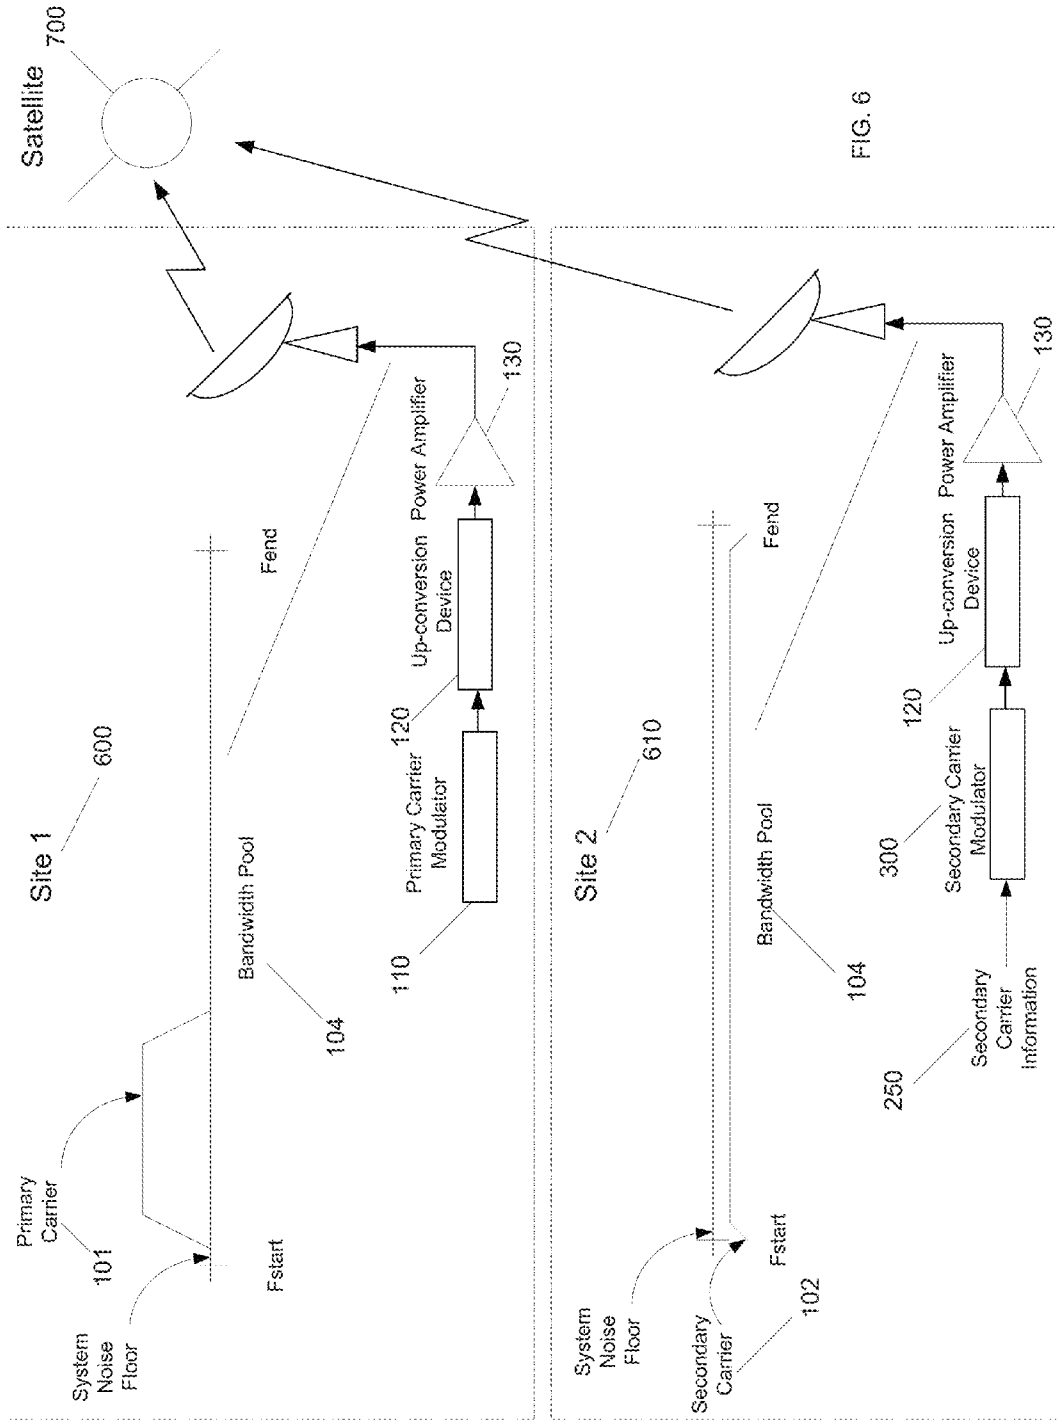 Site 1
600
Satellite
700
Primary
Carrier
101
System
Noise
Floor
Fstart
Bandwidth Pool
104
Fend
Primary Carrier
Modulator
110
120
Up-conversion
Device
Power Amplifier
130
Site 2
610
System
Noise
Floor
Secondary
Carrier
102
Fstart
Bandwidth Pool
104
Fend
Secondary
Carrier
Information
250
300
Secondary Carrier
Modulator
120
Up-conversion
Device
Power Amplifier
130
FIG. 6